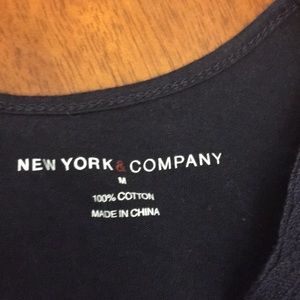 NEW YORK & COMPANY
M
100% COTTON
MADE IN CHINA